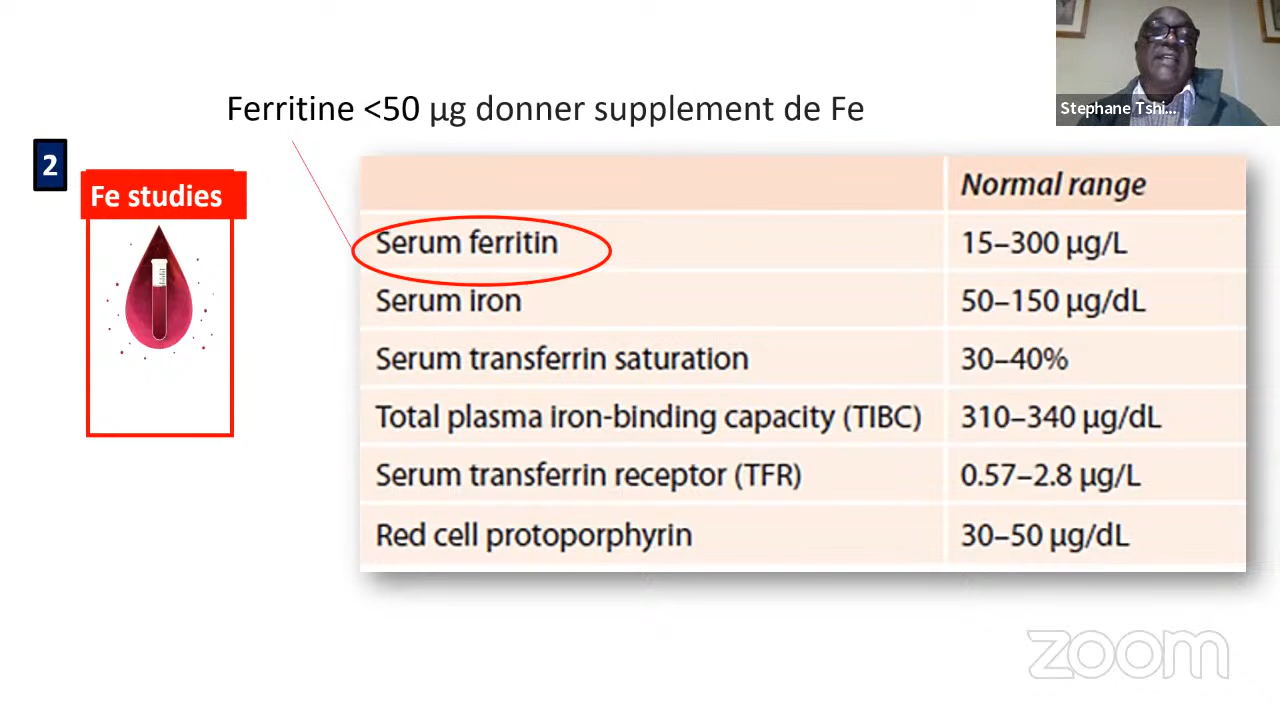 Ferritine <50 µg donner supplement de Fe
Stephane Tshi...
2
Fe studies
Normal range
Serum ferritin 15–300 µg/L
Serum iron 50–150 µg/dL
Serum transferrin saturation 30–40%
Total plasma iron-binding capacity (TIBC) 310–340 µg/dL
Serum transferrin receptor (TFR) 0.57–2.8 µg/L
Red cell protoporphyrin 30–50 µg/dL
zoom